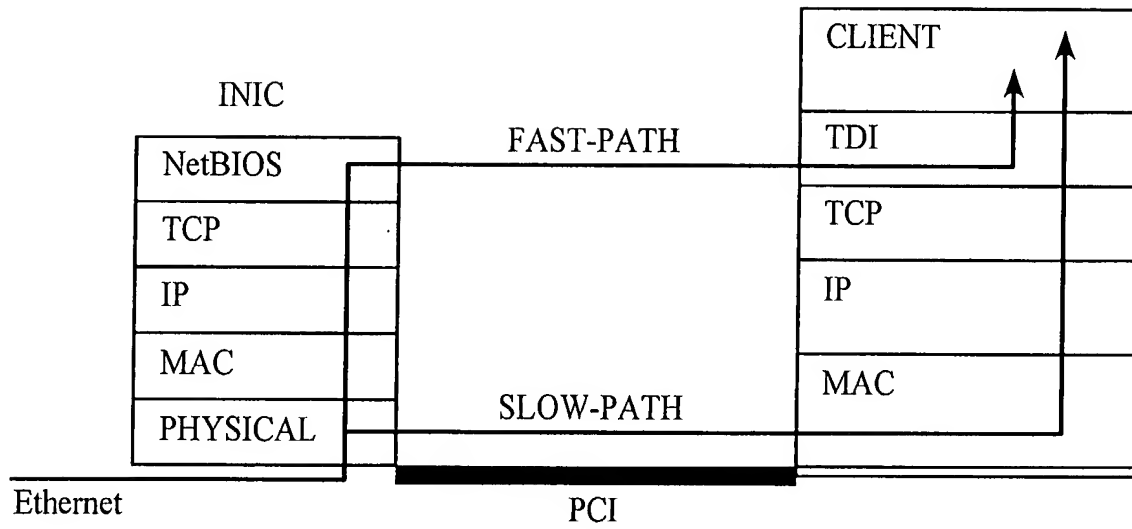 INIC
NetBIOS
TCP
IP
MAC
PHYSICAL
Ethernet
FAST-PATH
SLOW-PATH
PCI
CLIENT
TDI
TCP
IP
MAC